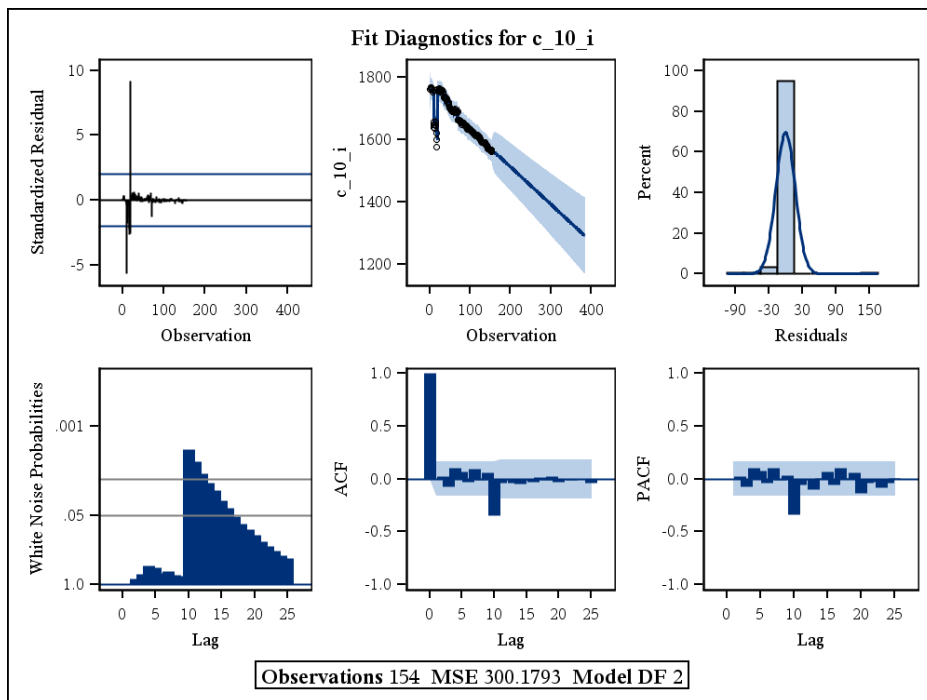 Fit Diagnostics for c_10_i
Standardized Residual
10
5
0
-5
0 100 200 300 400
Observation
c_10_i
1800
1600
1400
1200
0 100 200 300 400
Observation
Percent
100
80
60
40
20
0
-90 -30 30 90 150
Residuals
White Noise Probabilities
.001
.05
1.0
0 5 10 15 20 25
Lag
ACF
1.0
0.5
0.0
-0.5
-1.0
0 5 10 15 20 25
Lag
PACF
1.0
0.5
0.0
-0.5
-1.0
0 5 10 15 20 25
Lag
Observations 154 MSE 300.1793 Model DF 2